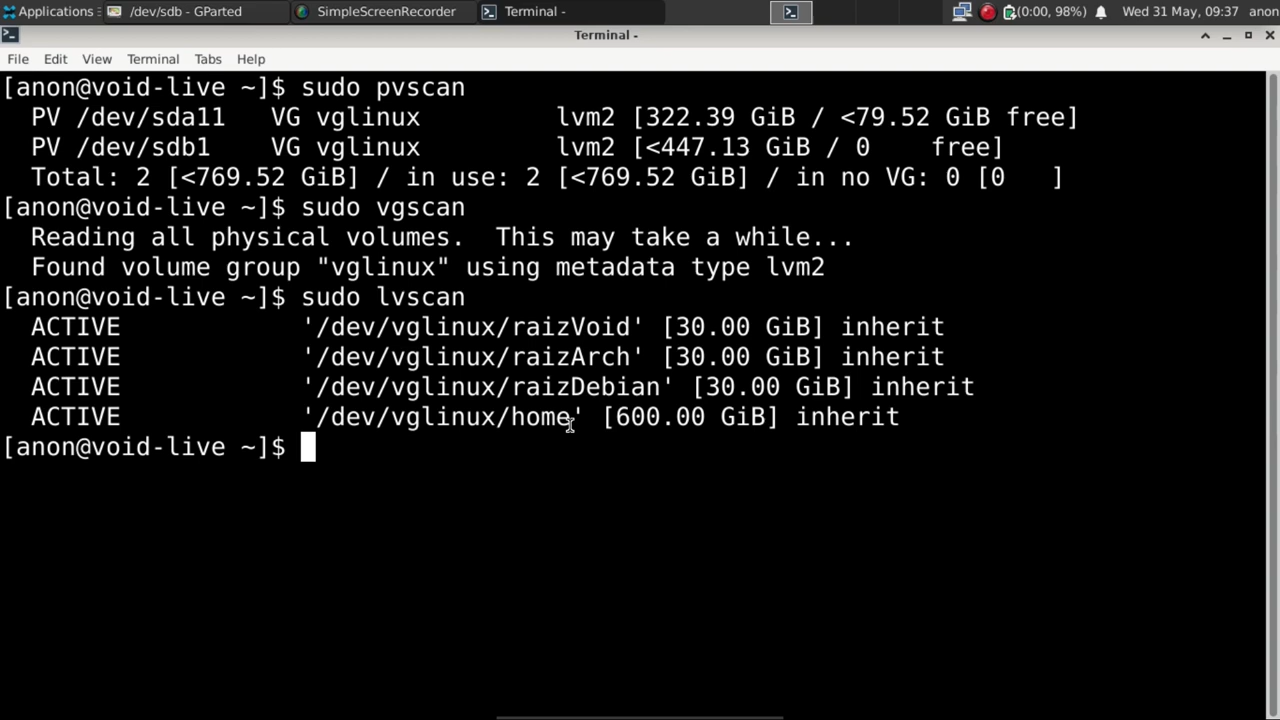 Applications /dev/sdb - GParted SimpleScreenRecorder Terminal - (0:00, 98%) Wed 31 May, 09:37 anon
Terminal -
File Edit View Terminal Tabs Help
[anon@void-live ~]$ sudo pvscan
  PV /dev/sda11   VG vglinux         lvm2 [322.39 GiB / <79.52 GiB free]
  PV /dev/sdb1    VG vglinux         lvm2 [<447.13 GiB / 0    free]
  Total: 2 [<769.52 GiB] / in use: 2 [<769.52 GiB] / in no VG: 0 [0   ]
[anon@void-live ~]$ sudo vgscan
  Reading all physical volumes.  This may take a while...
  Found volume group "vglinux" using metadata type lvm2
[anon@void-live ~]$ sudo lvscan
  ACTIVE            '/dev/vglinux/raizVoid' [30.00 GiB] inherit
  ACTIVE            '/dev/vglinux/raizArch' [30.00 GiB] inherit
  ACTIVE            '/dev/vglinux/raizDebian' [30.00 GiB] inherit
  ACTIVE            '/dev/vglinux/home' [600.00 GiB] inherit
[anon@void-live ~]$